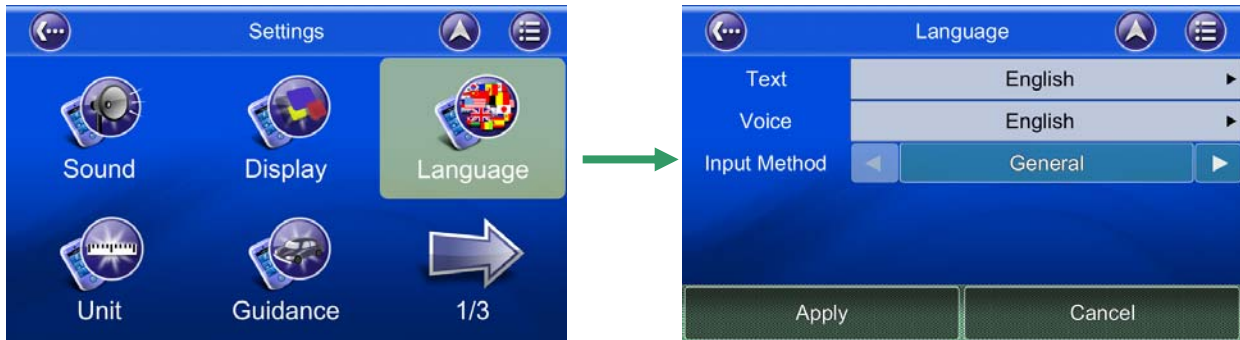 Settings
Sound Display Language
Unit Guidance 1/3
Language
Text English
Voice English
Input Method General
Apply Cancel